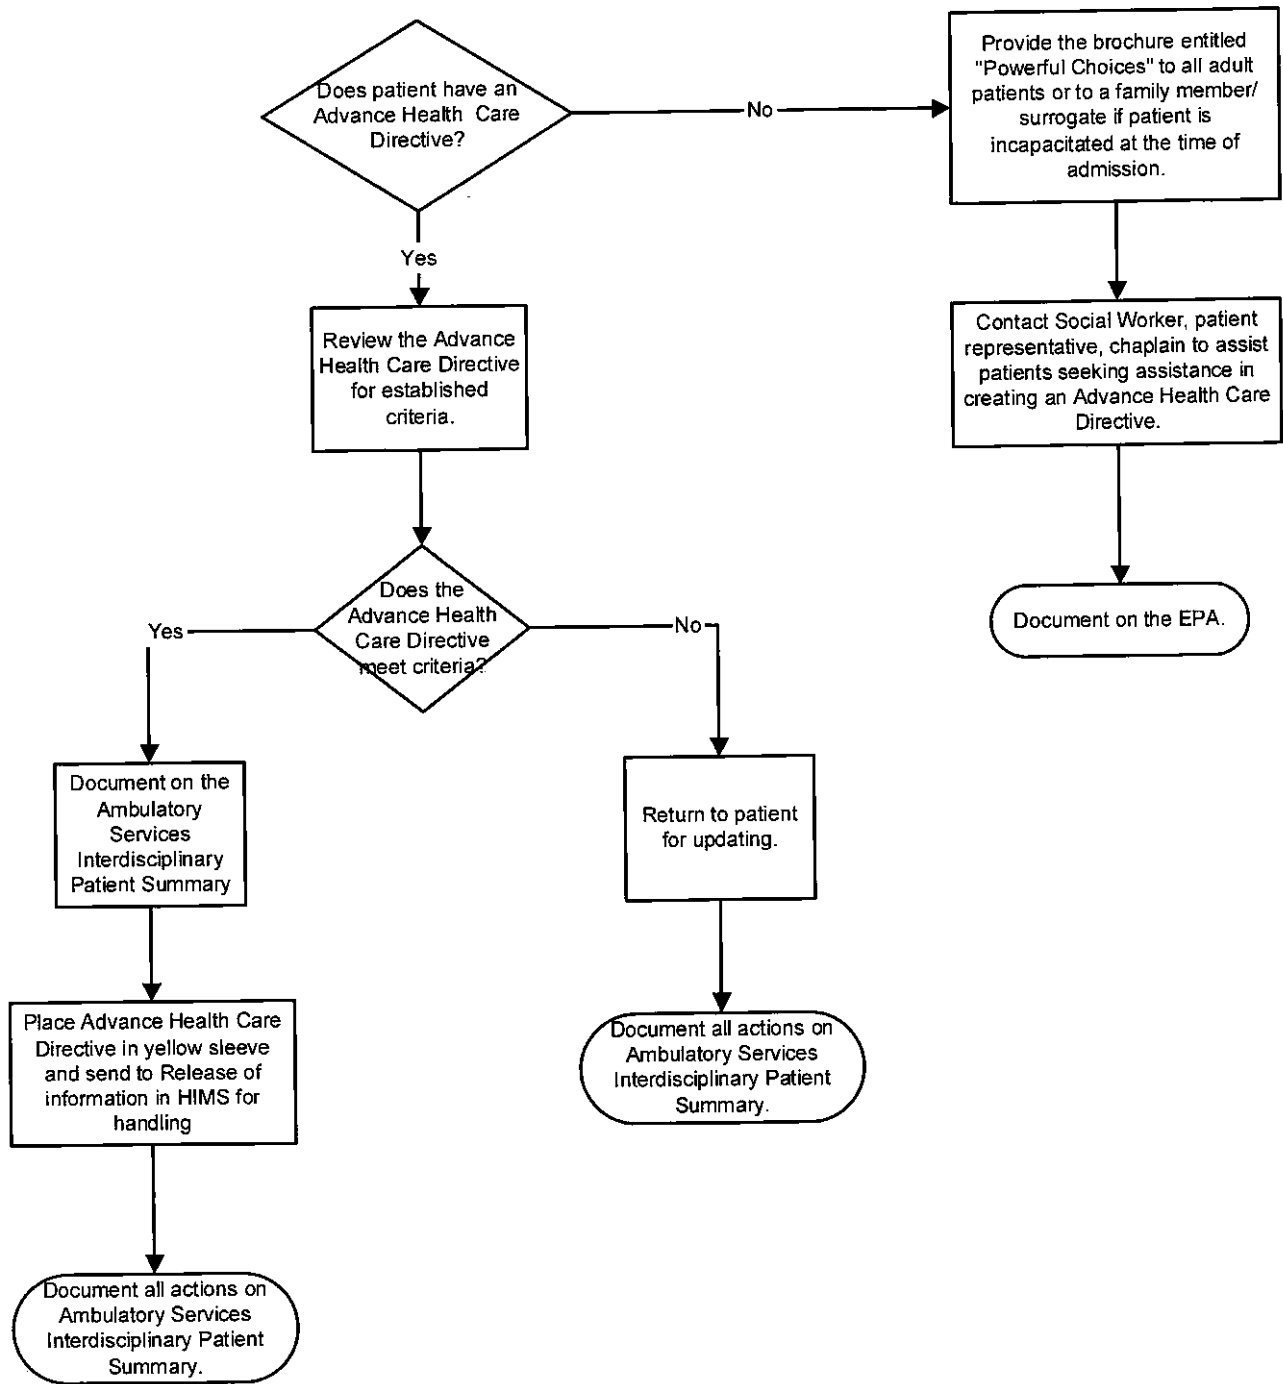 Does patient have an
Advance Health Care
Directive?
No
Provide the brochure entitled
"Powerful Choices" to all adult
patients or to a family member/
surrogate if patient is
incapacitated at the time of
admission.
Yes
Review the Advance
Health Care Directive
for established
criteria.
Contact Social Worker, patient
representative, chaplain to assist
patients seeking assistance in
creating an Advance Health Care
Directive.
Does the
Advance Health
Care Directive
meet criteria?
Yes
No
Document on the EPA.
Document on the
Ambulatory
Services
Interdisciplinary
Patient Summary
Return to patient
for updating.
Place Advance Health Care
Directive in yellow sleeve
and send to Release of
information in HIMS for
handling
Document all actions on
Ambulatory Services
Interdisciplinary Patient
Summary.
Document all actions on
Ambulatory Services
Interdisciplinary Patient
Summary.